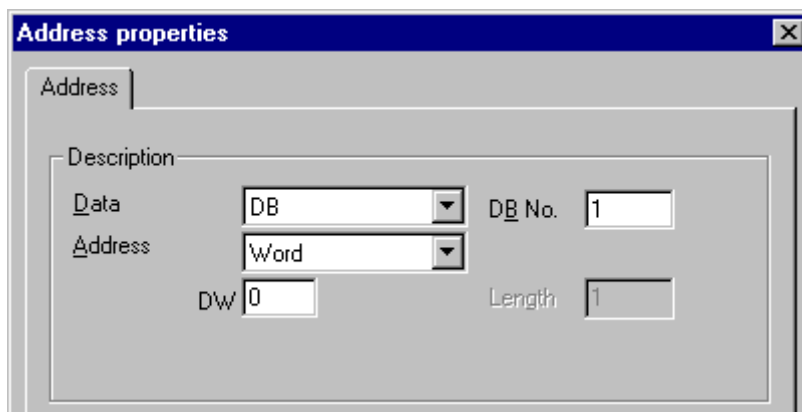 Address properties
Address
Description
Data DB DB No. 1
Address Word
DW 0 Length 1